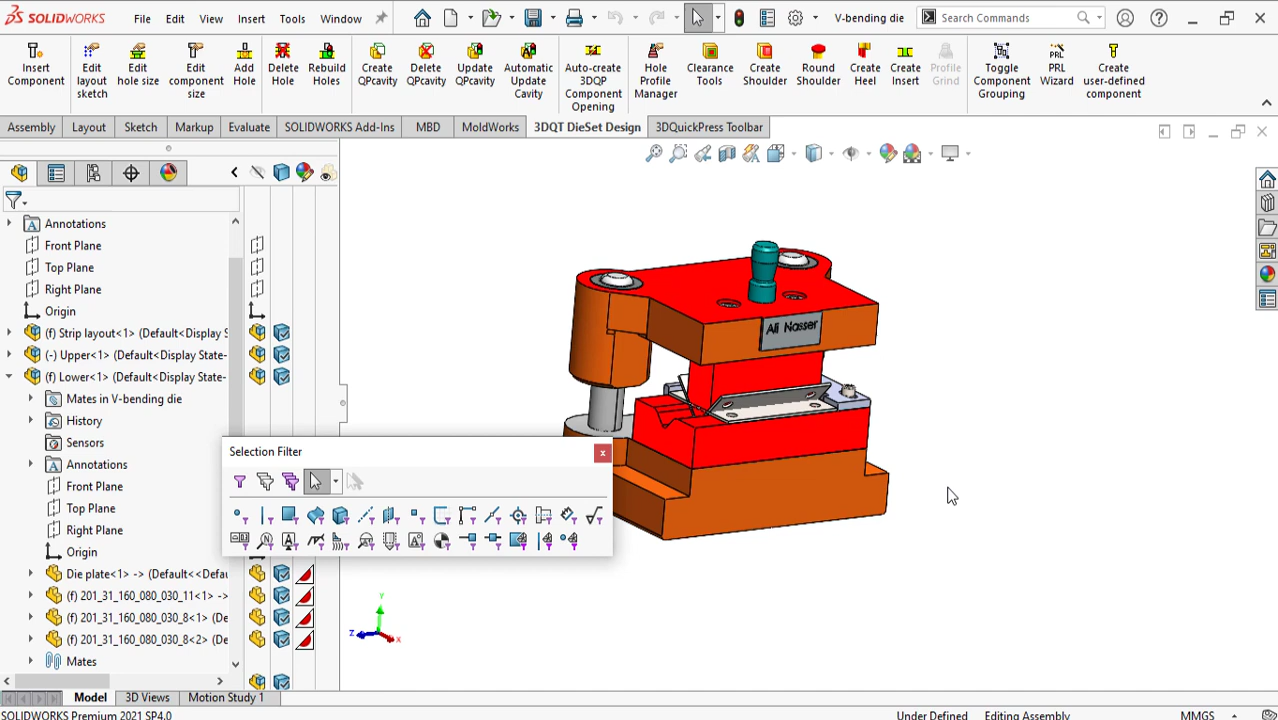 SOLIDWORKS File Edit View Insert Tools Window V-bending die Search Commands
Insert Component
Edit layout sketch
Edit hole size
Edit component size
Add Hole
Delete Hole
Rebuild Holes
Create QPcavity
Delete QPcavity
Update QPcavity
Automatic Update Cavity
Auto-create 3DQP Component Opening
Hole Profile Manager
Clearance Tools
Create Shoulder
Round Shoulder
Create Heel
Create Insert
Profile Grind
Toggle Component Grouping
PRL Wizard
Create user-defined component
Assembly Layout Sketch Markup Evaluate SOLIDWORKS Add-Ins MBD MoldWorks 3DQT DieSet Design 3DQuickPress Toolbar
Annotations
Front Plane
Top Plane
Right Plane
Origin
(f) Strip layout<1> (Default<Display S
(-) Upper<1> (Default<Display State-
(f) Lower<1> (Default<Display State-
Mates in V-bending die
History
Sensors
Annotations
Front Plane
Top Plane
Right Plane
Origin
Die plate<1> -> (Default<<Defau
(f) 201_31_160_080_030_11<1> ->
(f) 201_31_160_080_030_8<1> (De
(f) 201_31_160_080_030_8<2> (De
Mates
Selection Filter
Ali Nasser
Y
Z
X
Model 3D Views Motion Study 1
SOLIDWORKS Premium 2021 SP4.0 Under Defined Editing Assembly MMGS